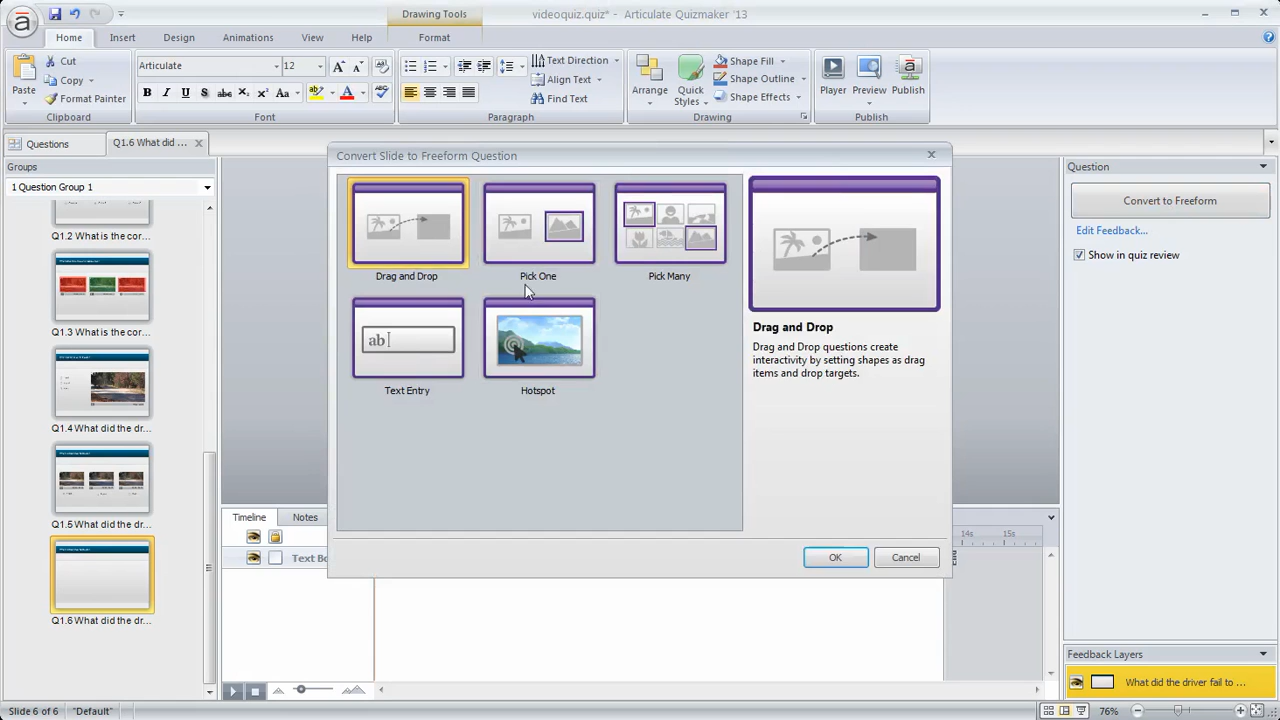 videoquiz.quiz* - Articulate Quizmaker '13
Drawing Tools
Home
Insert
Design
Animations
View
Help
Format
Paste
Cut
Copy
Format Painter
Clipboard
Articulate
12
Font
Text Direction
Align Text
Find Text
Paragraph
Arrange
Quick Styles
Shape Fill
Shape Outline
Shape Effects
Drawing
Player
Preview
Publish
Publish
Questions
Q1.6 What did ...
Groups
1 Question Group 1
Q1.2 What is the cor...
Q1.3 What is the cor...
Q1.4 What did the dr...
Q1.5 What did the dr...
Q1.6 What did the dr...
Convert Slide to Freeform Question
Drag and Drop
Pick One
Pick Many
ab
Text Entry
Hotspot
Drag and Drop
Drag and Drop questions create
interactivity by setting shapes as drag
items and drop targets.
OK
Cancel
Timeline
Notes
Text Bo
14s
15s
Question
Convert to Freeform
Edit Feedback...
Show in quiz review
Feedback Layers
What did the driver fail to ...
Slide 6 of 6
"Default"
76%